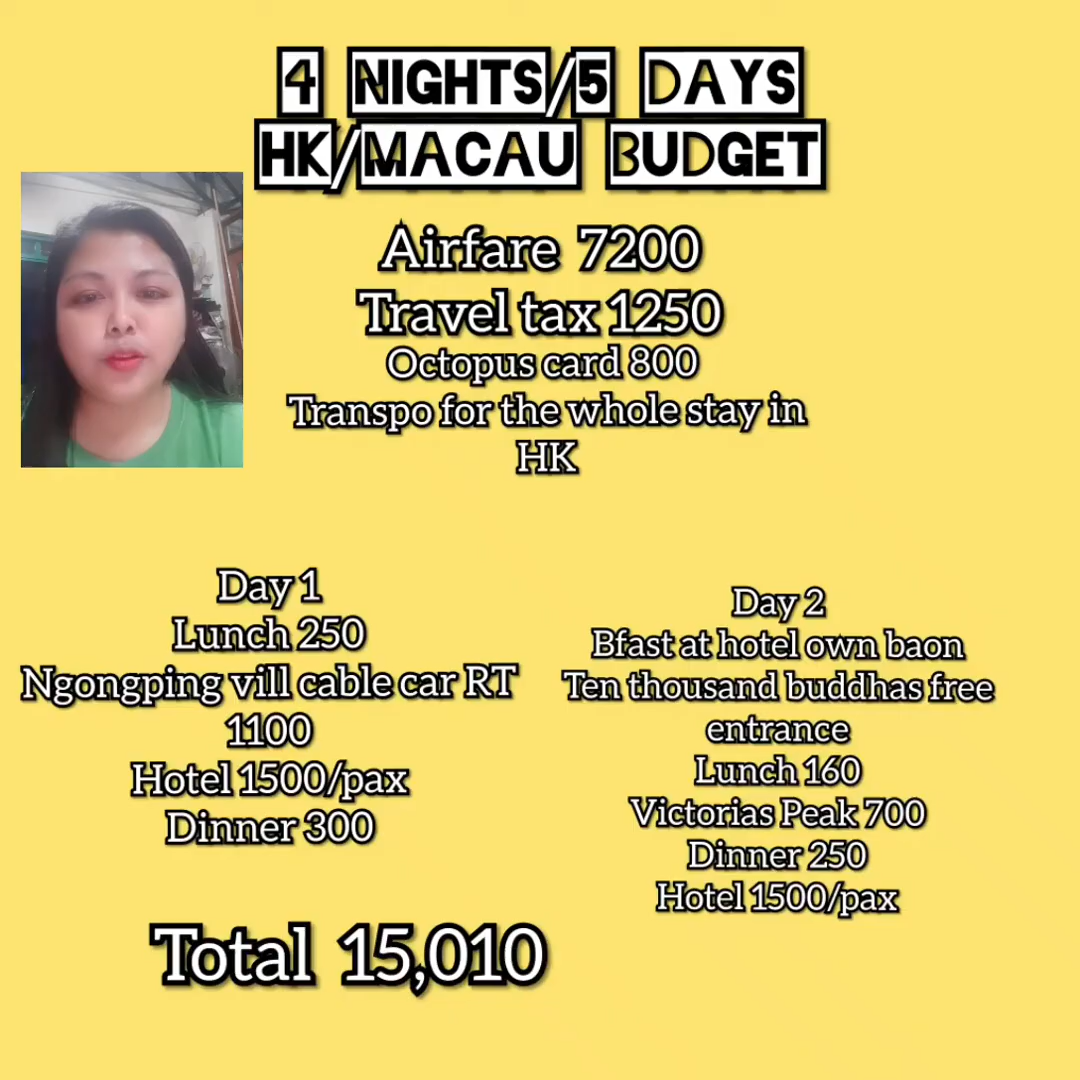 4 NIGHTS/5 DAYS
HK/MACAU BUDGET
Airfare 7200
Travel tax 1250
Octopus card 800
Transpo for the whole stay in
HK
Day 1
Lunch 250
Ngongping vill cable car RT
1100
Hotel 1500/pax
Dinner 300
Day 2
Bfast at hotel own baon
Ten thousand buddhas free
entrance
Lunch 160
Victorias Peak 700
Dinner 250
Hotel 1500/pax
Total 15,010